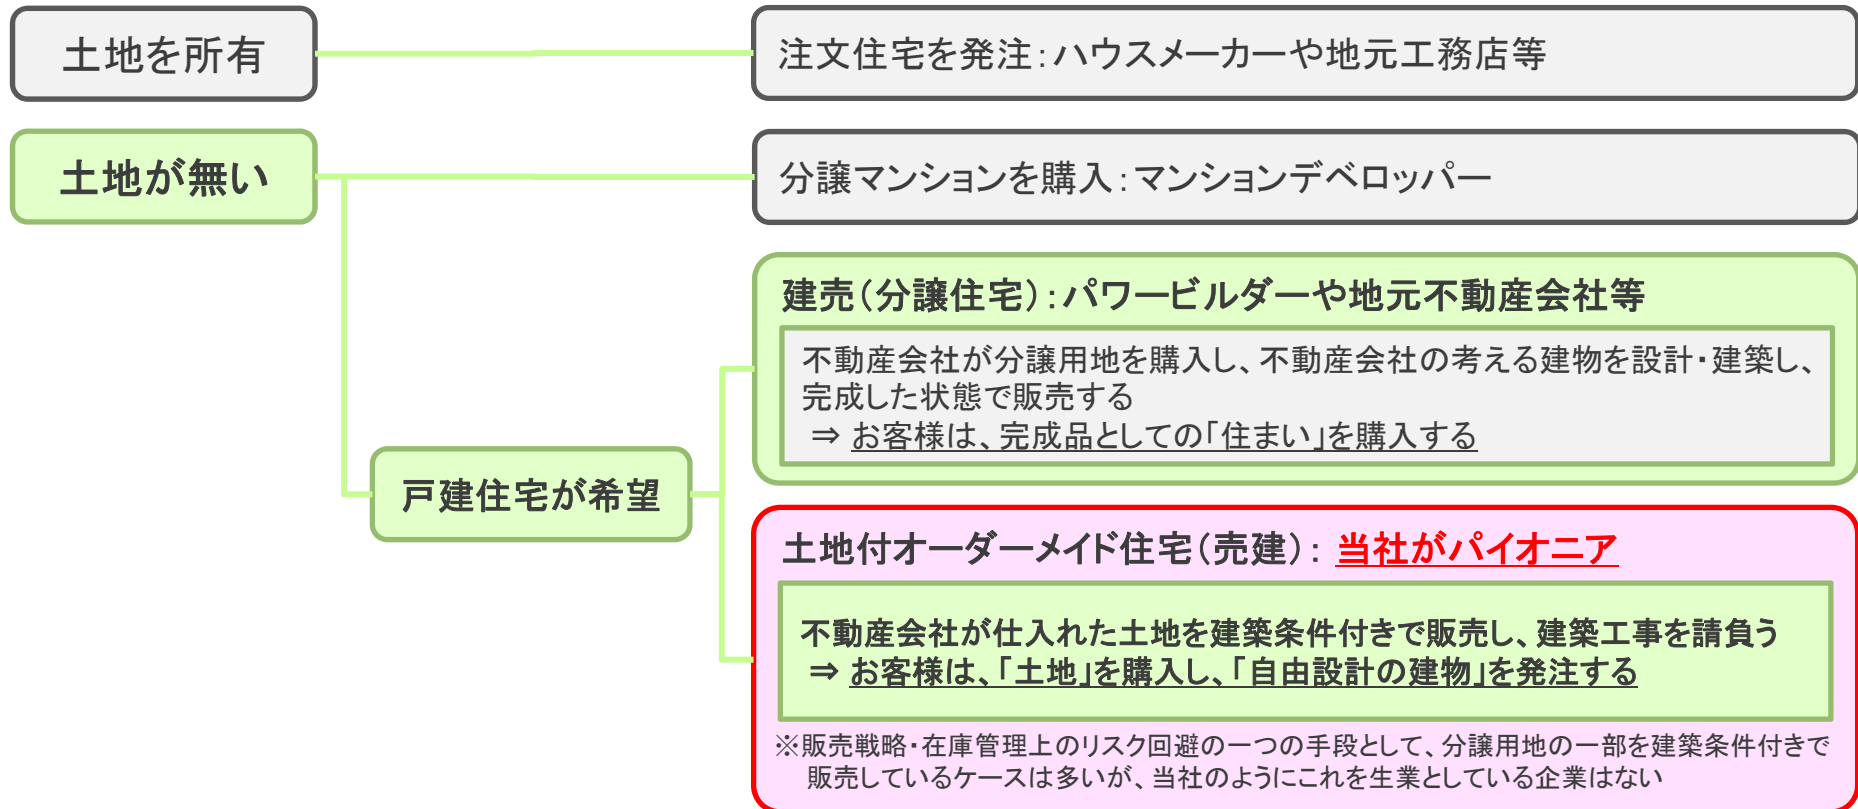 土地を所有
注文住宅を発注：ハウスメーカーや地元工務店等
土地が無い
分譲マンションを購入：マンションデベロッパー
戸建住宅が希望
建売（分譲住宅）：パワービルダーや地元不動産会社等
不動産会社が分譲用地を購入し、不動産会社の考える建物を設計・建築し、
完成した状態で販売する
⇒ お客様は、完成品としての「住まい」を購入する
土地付オーダーメイド住宅（売建）：当社がパイオニア
不動産会社が仕入れた土地を建築条件付きで販売し、建築工事を請負う
⇒ お客様は、「土地」を購入し、「自由設計の建物」を発注する
※販売戦略・在庫管理上のリスク回避の一つの手段として、分譲用地の一部を建築条件付きで
販売しているケースは多いが、当社のようにこれを生業としている企業はない